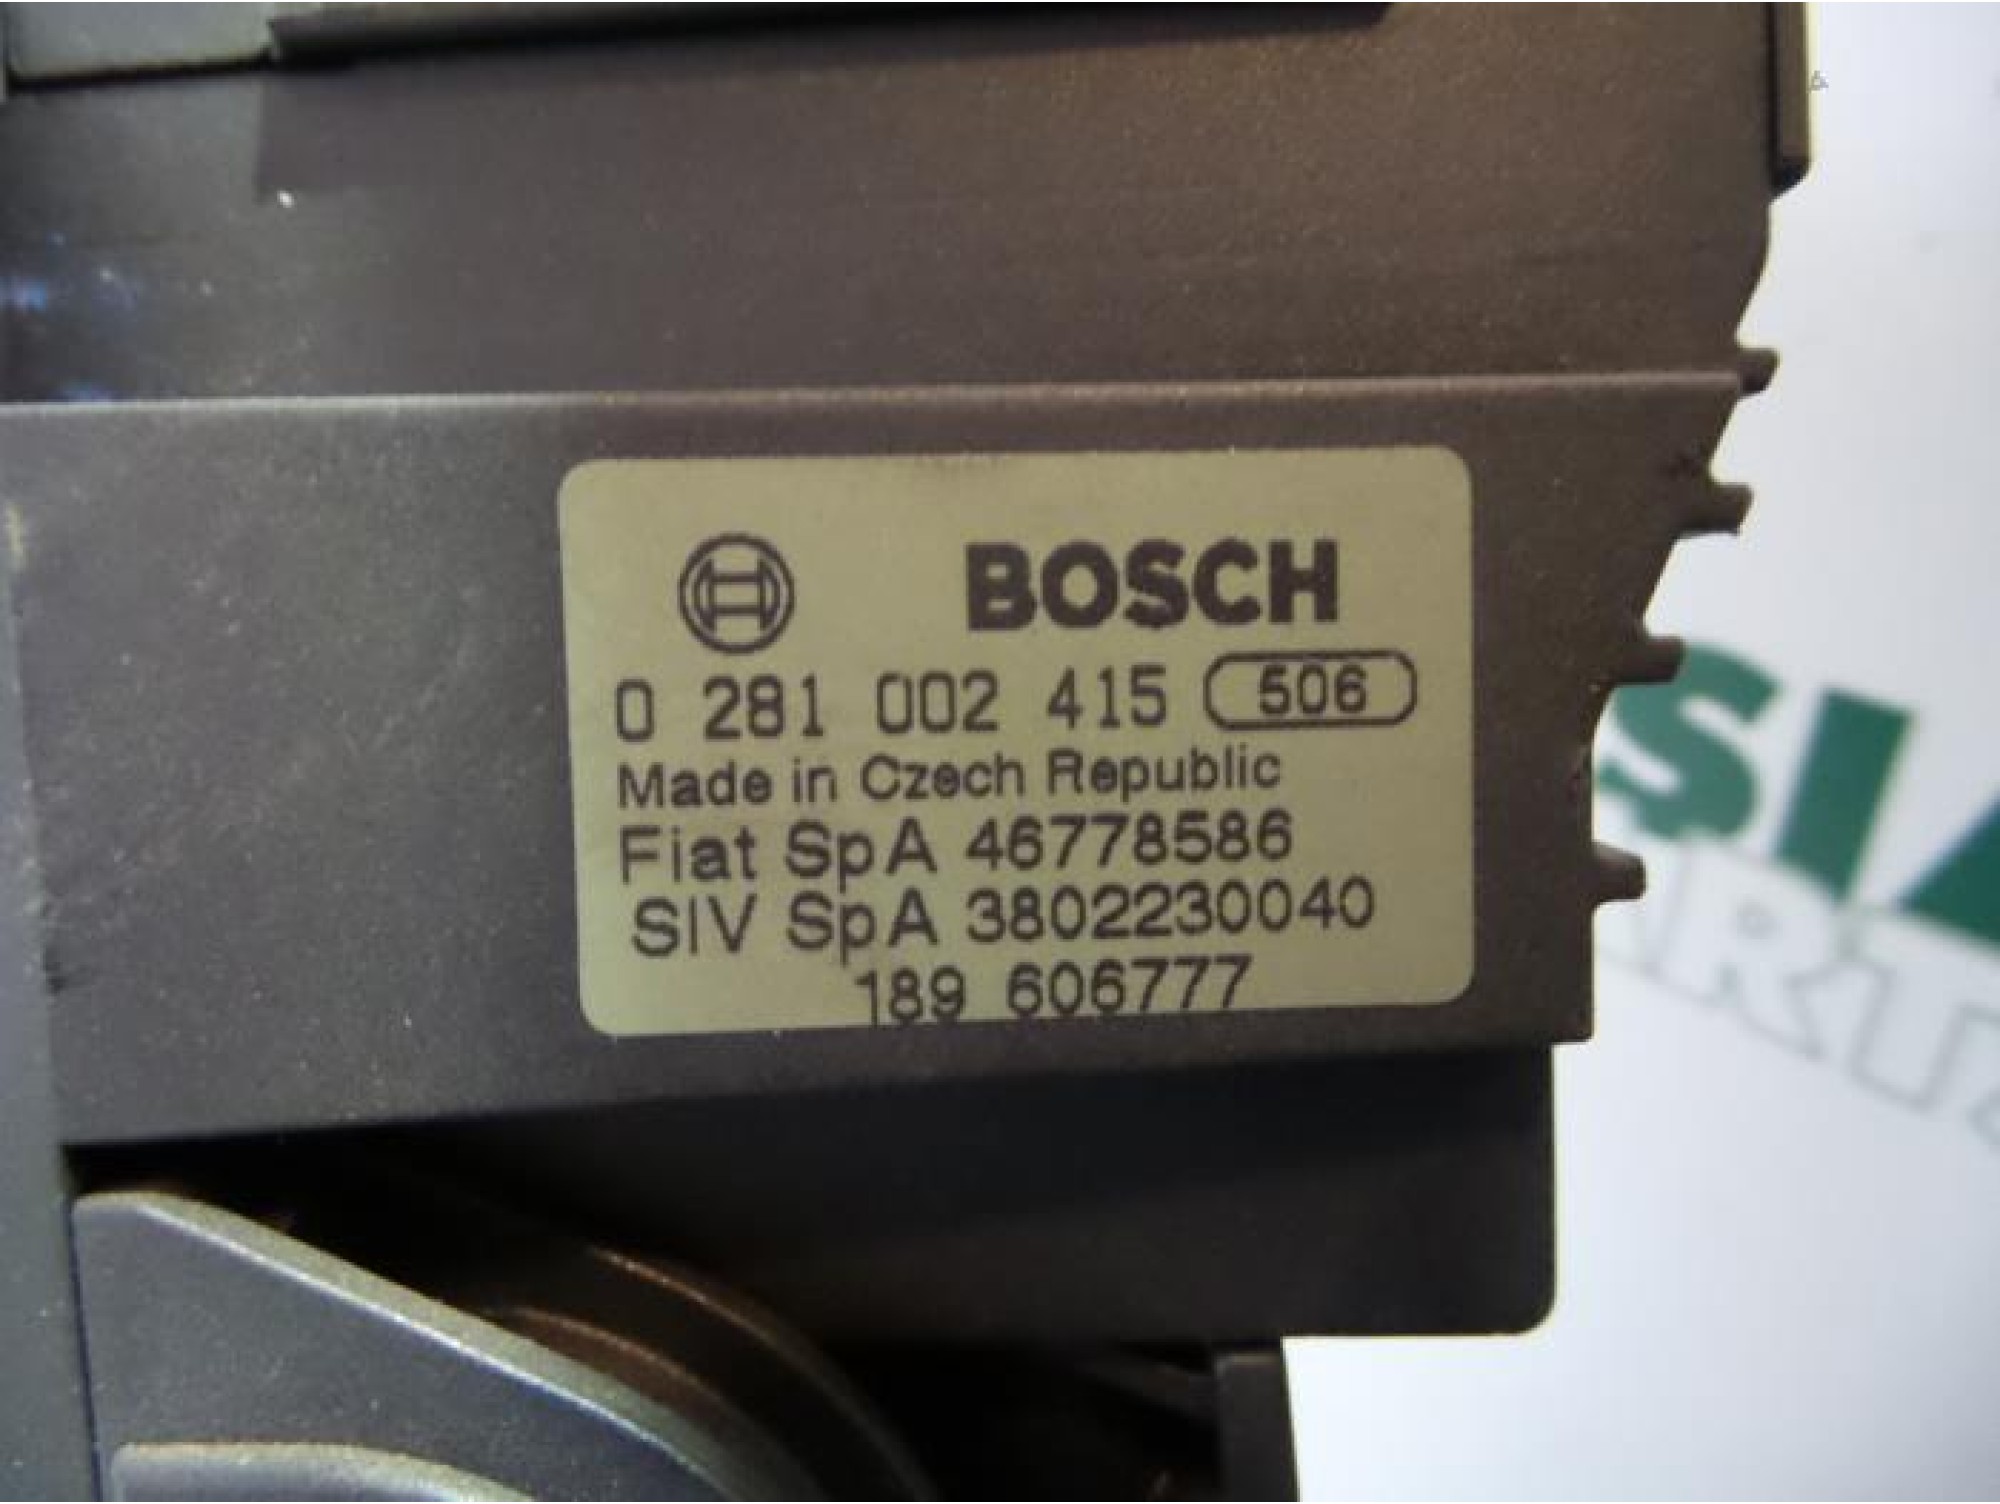 BOSCH
0 281 002 415 506
Made in Czech Republic
Fiat SpA 46778586
SIV SpA 3802230040
189 606777